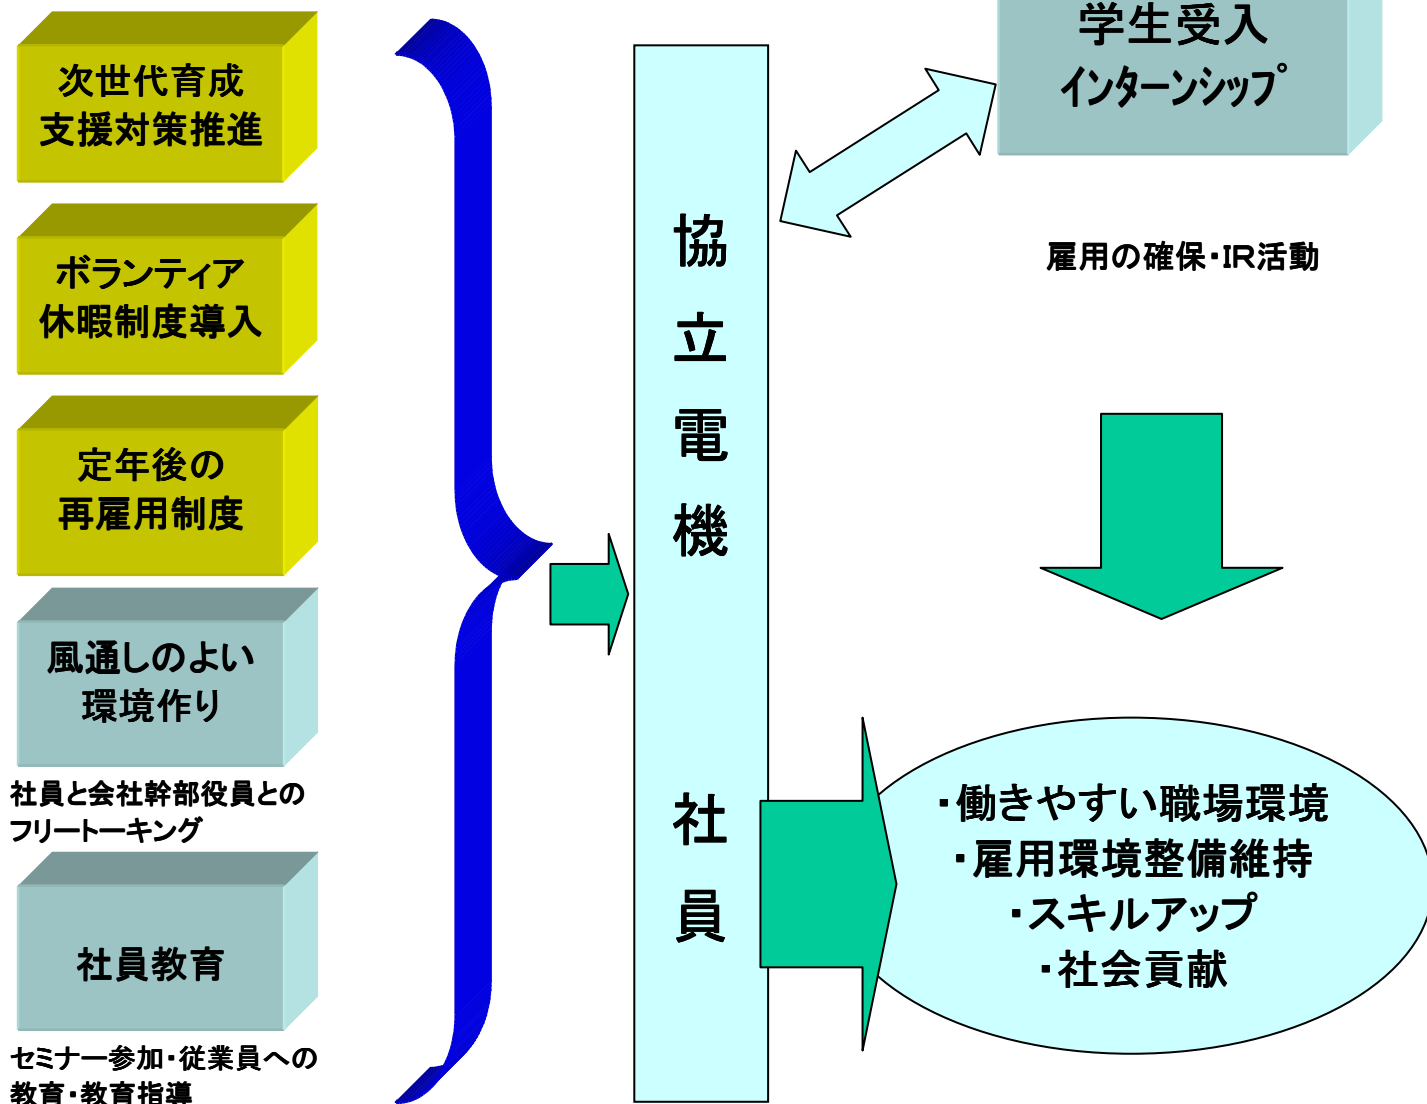 次世代育成
支援対策推進
ボランティア
休暇制度導入
定年後の
再雇用制度
風通しのよい
環境作り
社員と会社幹部役員との
フリートーキング
社員教育
セミナー参加・従業員への
教育・教育指導
協立電機 社員
学生受入
インターンシップ
雇用の確保・IR活動
・働きやすい職場環境
・雇用環境整備維持
・スキルアップ
・社会貢献